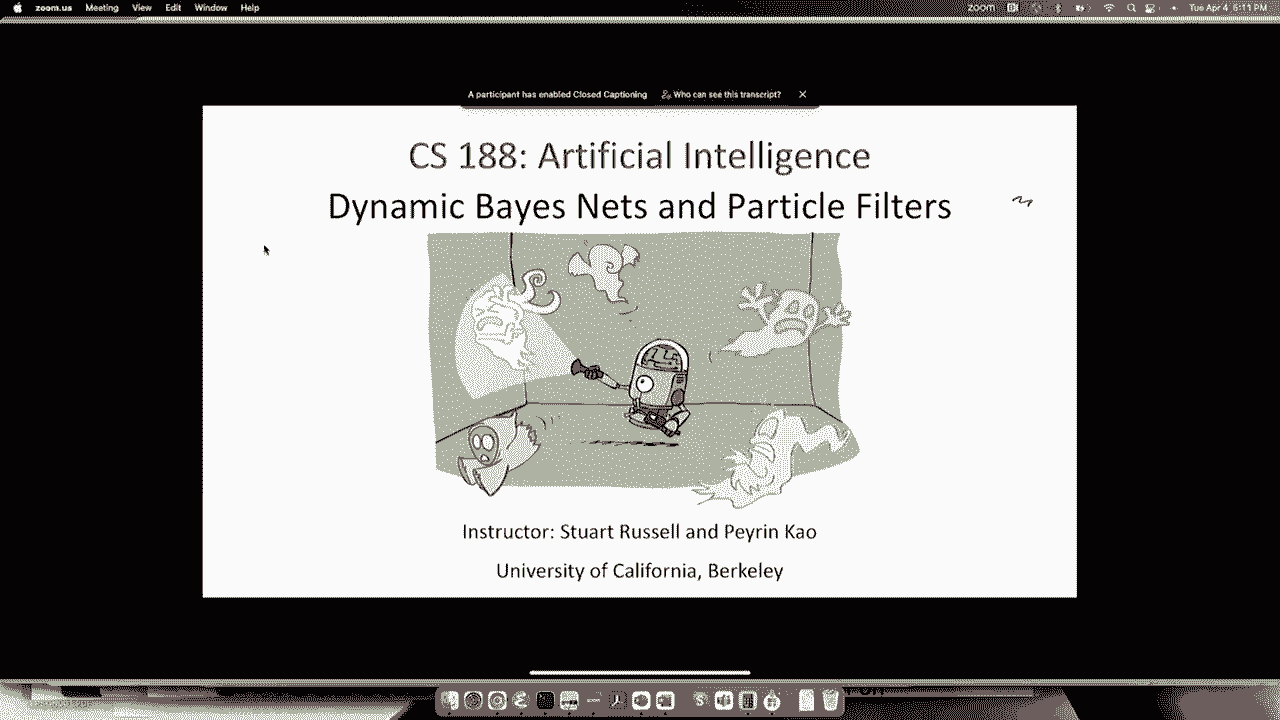 zoom.us Meeting View Edit Window Help
zoom Tue Apr 4 5:11 PM
A participant has enabled Closed Captioning Who can see this transcript?
CS 188: Artificial Intelligence
Dynamic Bayes Nets and Particle Filters
Instructor: Stuart Russell and Peyrin Kao
University of California, Berkeley